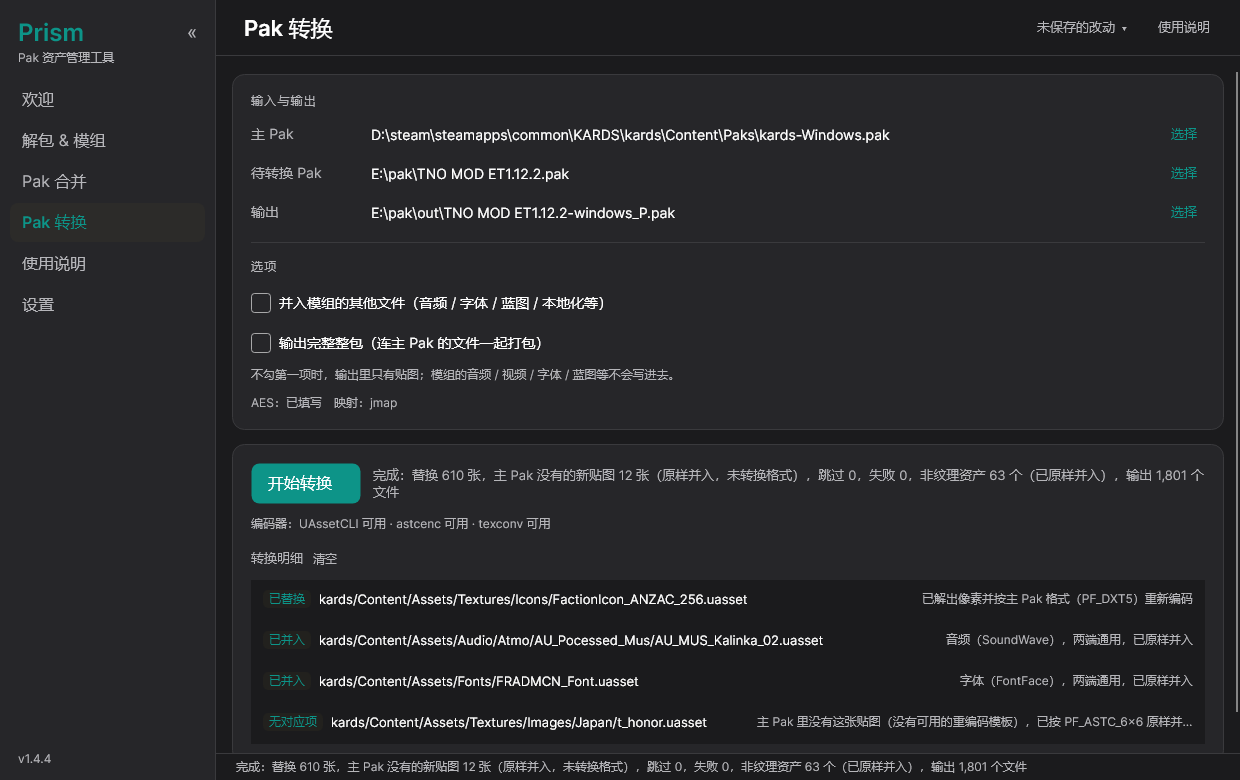 Prism
«
Pak 资产管理工具
欢迎
解包 & 模组
Pak 合并
Pak 转换
使用说明
设置
v1.4.4
Pak 转换
未保存的改动
使用说明
输入与输出
主 Pak D:\steam\steamapps\common\KARDS\kards\Content\Paks\kards-Windows.pak 选择
待转换 Pak E:\pak\TNO MOD ET1.12.2.pak 选择
输出 E:\pak\out\TNO MOD ET1.12.2-windows_P.pak 选择
选项
并入模组的其他文件（音频 / 字体 / 蓝图 / 本地化等）
输出完整整包（连主 Pak 的文件一起打包）
不勾第一项时，输出里只有贴图；模组的音频 / 视频 / 字体 / 蓝图等不会写进去。
AES：已填写 映射：jmap
开始转换
完成：替换 610 张，主 Pak 没有的新贴图 12 张（原样并入，未转换格式），跳过 0，失败 0，非纹理资产 63 个（已原样并入），输出 1,801 个
文件
编码器：UAssetCLI 可用 · astcenc 可用 · texconv 可用
转换明细 清空
已替换 kards/Content/Assets/Textures/Icons/FactionIcon_ANZAC_256.uasset 已解出像素并按主 Pak 格式（PF_DXT5）重新编码
已并入 kards/Content/Assets/Audio/Atmo/AU_Pocessed_Mus/AU_MUS_Kalinka_02.uasset 音频（SoundWave），两端通用，已原样并入
已并入 kards/Content/Assets/Fonts/FRADMCN_Font.uasset 字体（FontFace），两端通用，已原样并入
无对应项 kards/Content/Assets/Textures/Images/Japan/t_honor.uasset 主 Pak 里没有这张贴图（没有可用的重编码模板），已按 PF_ASTC_6×6 原样并...
完成：替换 610 张，主 Pak 没有的新贴图 12 张（原样并入，未转换格式），跳过 0，失败 0，非纹理资产 63 个（已原样并入），输出 1,801 个文件